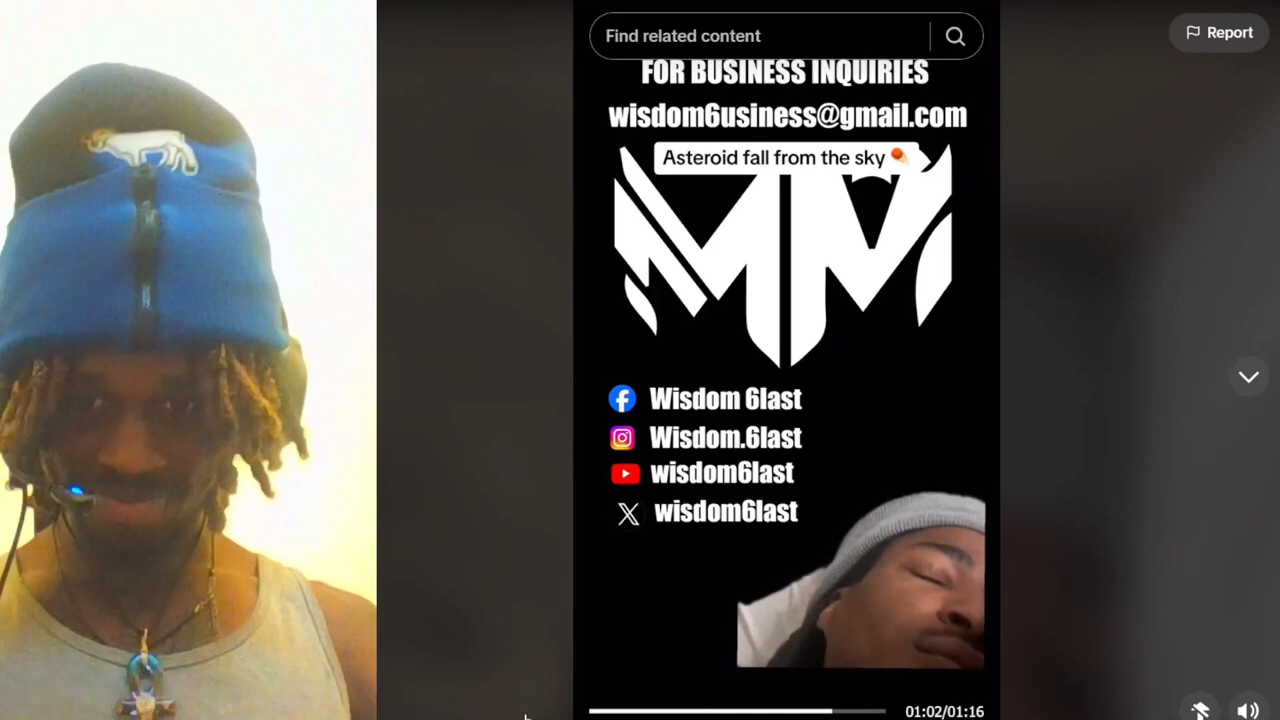 Find related content
Report
FOR BUSINESS INQUIRIES
wisdom6usiness@gmail.com
Asteroid fall from the sky
Wisdom 6last
Wisdom.6last
wisdom6last
wisdom6last
01:02/01:16